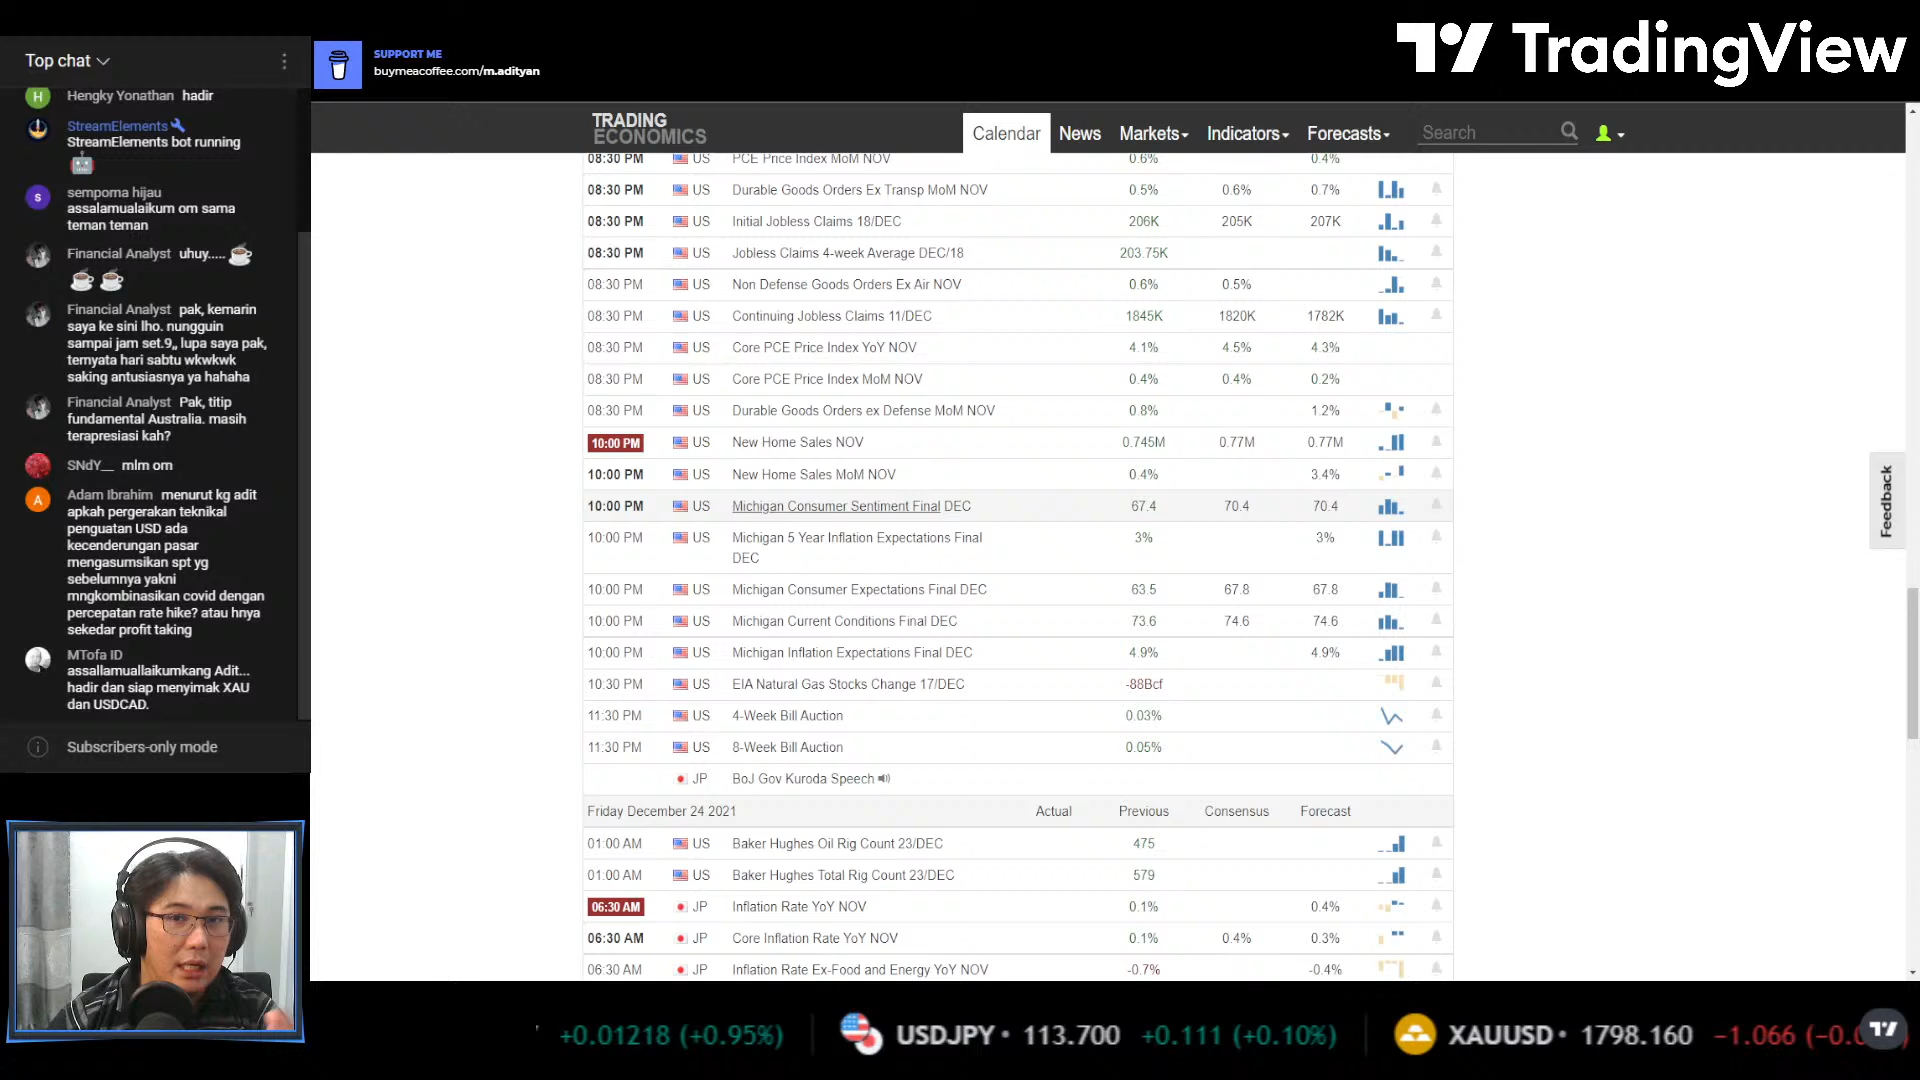 Top chat
Hengky Yonathan hadir
StreamElements
StreamElements bot running
sempoma hijau
assalamualaikum om sama
teman teman
Financial Analyst uhuy.....
Financial Analyst pak, kemarin
saya ke sini lho. nungguin
sampai jam set.9,, lupa saya pak,
ternyata hari sabtu wkwkwk
saking antusiasnya ya hahaha
Financial Analyst Pak, titip
fundamental Australia. masih
terapresiasi kah?
SNdY__ mlm om
Adam Ibrahim menurut kg adit
apkah pergerakan teknikal
penguatan USD ada
kecenderungan pasar
mengasumsikan spt yg
sebelumnya yakni
mngkombinasikan covid dengan
percepatan rate hike? atau hnya
sekedar profit taking
MTofa ID
assallamuallaikumkang Adit...
hadir dan siap menyimak XAU
dan USDCAD.
Subscribers-only mode
SUPPORT ME
buymeacoffee.com/m.adityan
TradingView
TRADING
ECONOMICS
Calendar News Markets Indicators Forecasts Search
08:30 PM US PCE Price Index MoM NOV 0.6% 0.4%
08:30 PM US Durable Goods Orders Ex Transp MoM NOV 0.5% 0.6% 0.7%
08:30 PM US Initial Jobless Claims 18/DEC 206K 205K 207K
08:30 PM US Jobless Claims 4-week Average DEC/18 203.75K
08:30 PM US Non Defense Goods Orders Ex Air NOV 0.6% 0.5%
08:30 PM US Continuing Jobless Claims 11/DEC 1845K 1820K 1782K
08:30 PM US Core PCE Price Index YoY NOV 4.1% 4.5% 4.3%
08:30 PM US Core PCE Price Index MoM NOV 0.4% 0.4% 0.2%
08:30 PM US Durable Goods Orders ex Defense MoM NOV 0.8% 1.2%
10:00 PM US New Home Sales NOV 0.745M 0.77M 0.77M
10:00 PM US New Home Sales MoM NOV 0.4% 3.4%
10:00 PM US Michigan Consumer Sentiment Final DEC 67.4 70.4 70.4
10:00 PM US Michigan 5 Year Inflation Expectations Final 3% 3%
DEC
10:00 PM US Michigan Consumer Expectations Final DEC 63.5 67.8 67.8
10:00 PM US Michigan Current Conditions Final DEC 73.6 74.6 74.6
10:00 PM US Michigan Inflation Expectations Final DEC 4.9% 4.9%
10:30 PM US EIA Natural Gas Stocks Change 17/DEC -88Bcf
11:30 PM US 4-Week Bill Auction 0.03%
11:30 PM US 8-Week Bill Auction 0.05%
JP BoJ Gov Kuroda Speech
Friday December 24 2021 Actual Previous Consensus Forecast
01:00 AM US Baker Hughes Oil Rig Count 23/DEC 475
01:00 AM US Baker Hughes Total Rig Count 23/DEC 579
06:30 AM JP Inflation Rate YoY NOV 0.1% 0.4%
06:30 AM JP Core Inflation Rate YoY NOV 0.1% 0.4% 0.3%
06:30 AM JP Inflation Rate Ex-Food and Energy YoY NOV -0.7% -0.4%
Feedback
+0.01218 (+0.95%) USDJPY • 113.700 +0.111 (+0.10%) XAUUSD • 1798.160 −1.066